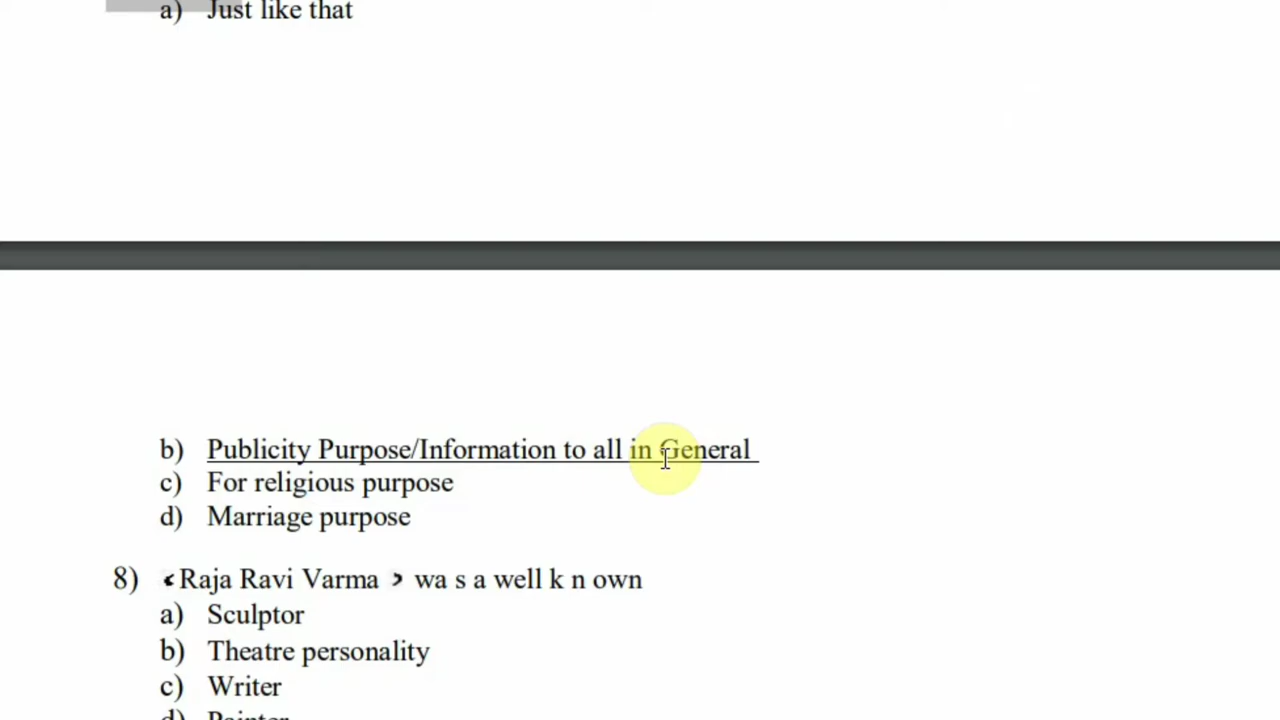 a) Just like that
b) Publicity Purpose/Information to all in General
c) For religious purpose
d) Marriage purpose
8) ‘Raja Ravi Varma ’ wa s a well k n own
a) Sculptor
b) Theatre personality
c) Writer
d) Painter